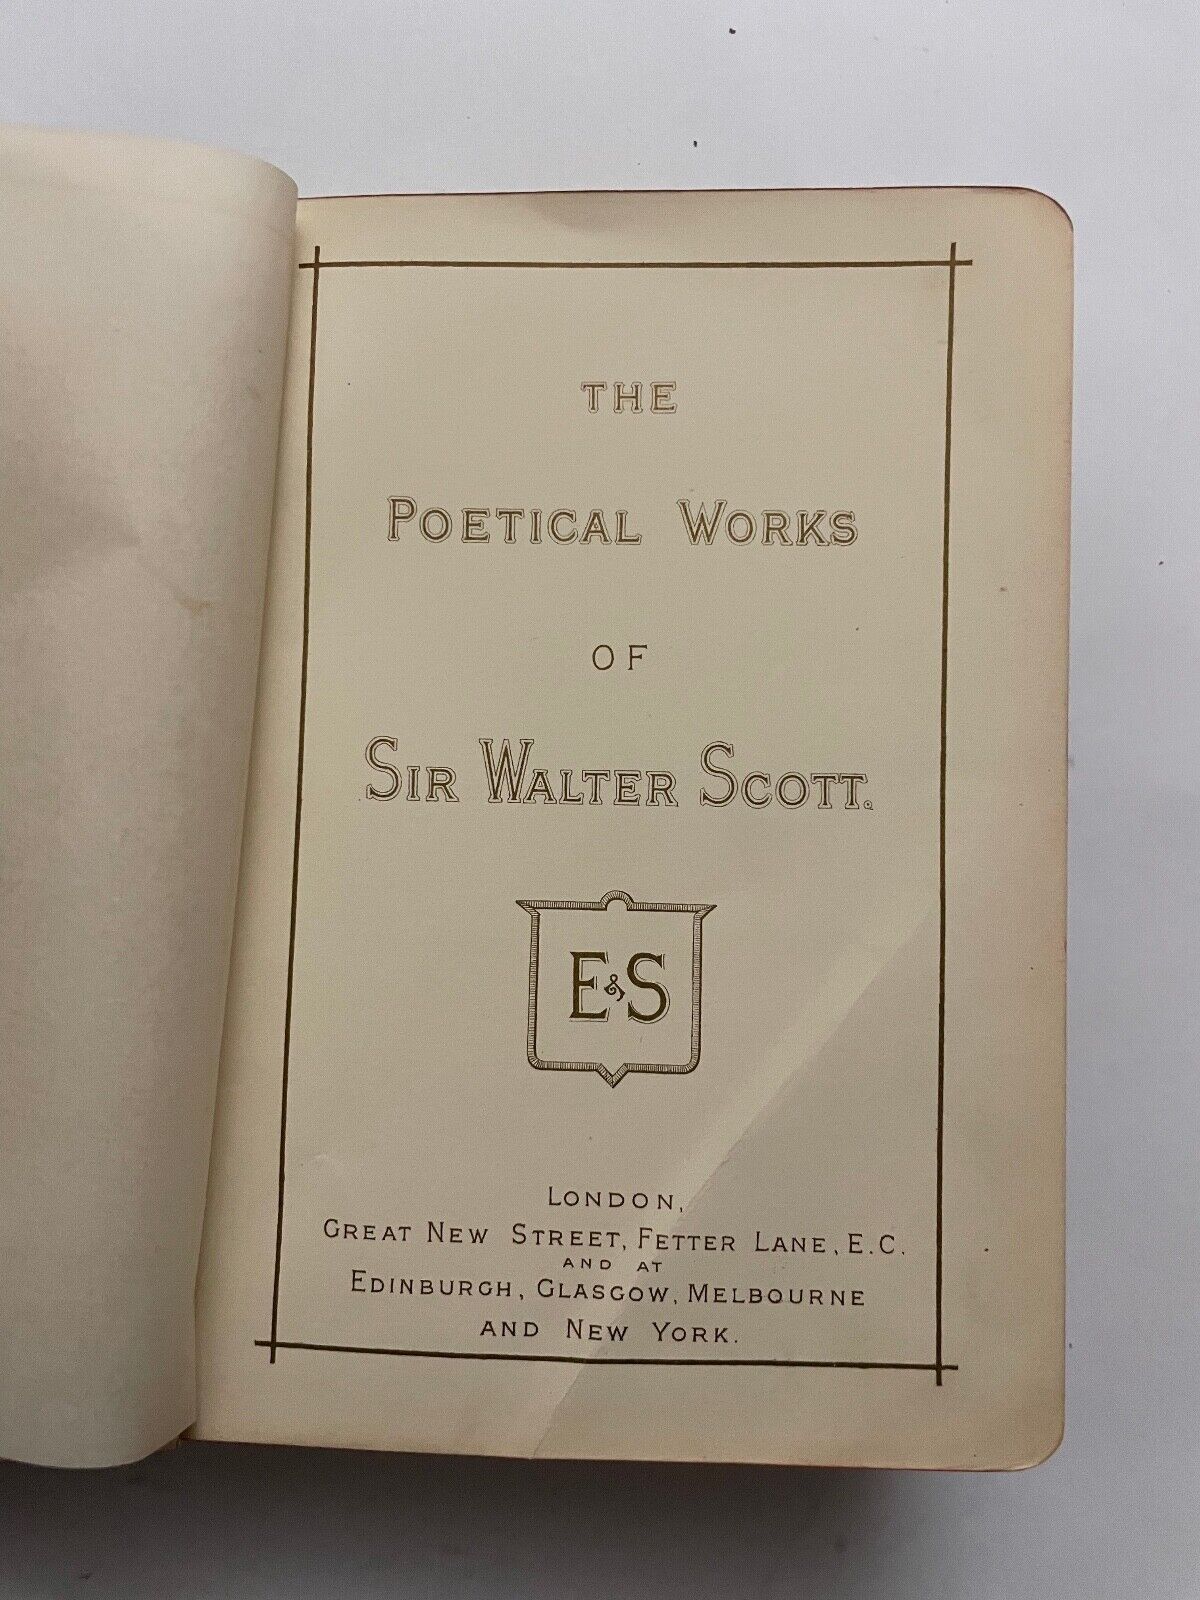 THE
POETICAL WORKS
OF
SIR WALTER SCOTT.
E&S
LONDON,
GREAT NEW STREET, FETTER LANE, E.C.
AND AT
EDINBURGH, GLASGOW, MELBOURNE
AND NEW YORK.